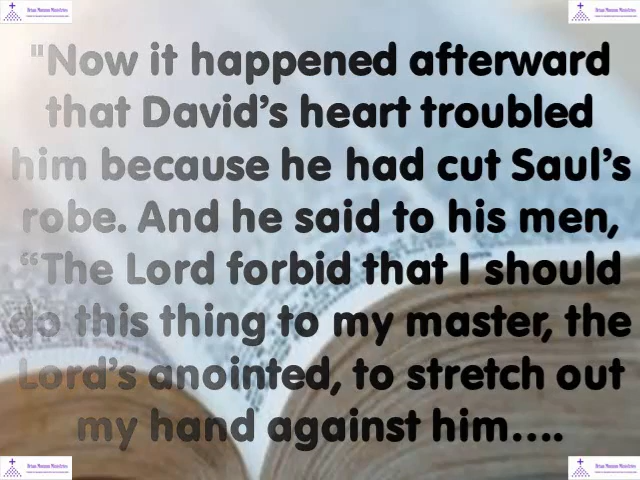 "Now it happened afterward
that David’s heart troubled
him because he had cut Saul’s
robe. And he said to his men,
“The Lord forbid that I should
do this thing to my master, the
Lord’s anointed, to stretch out
my hand against him….